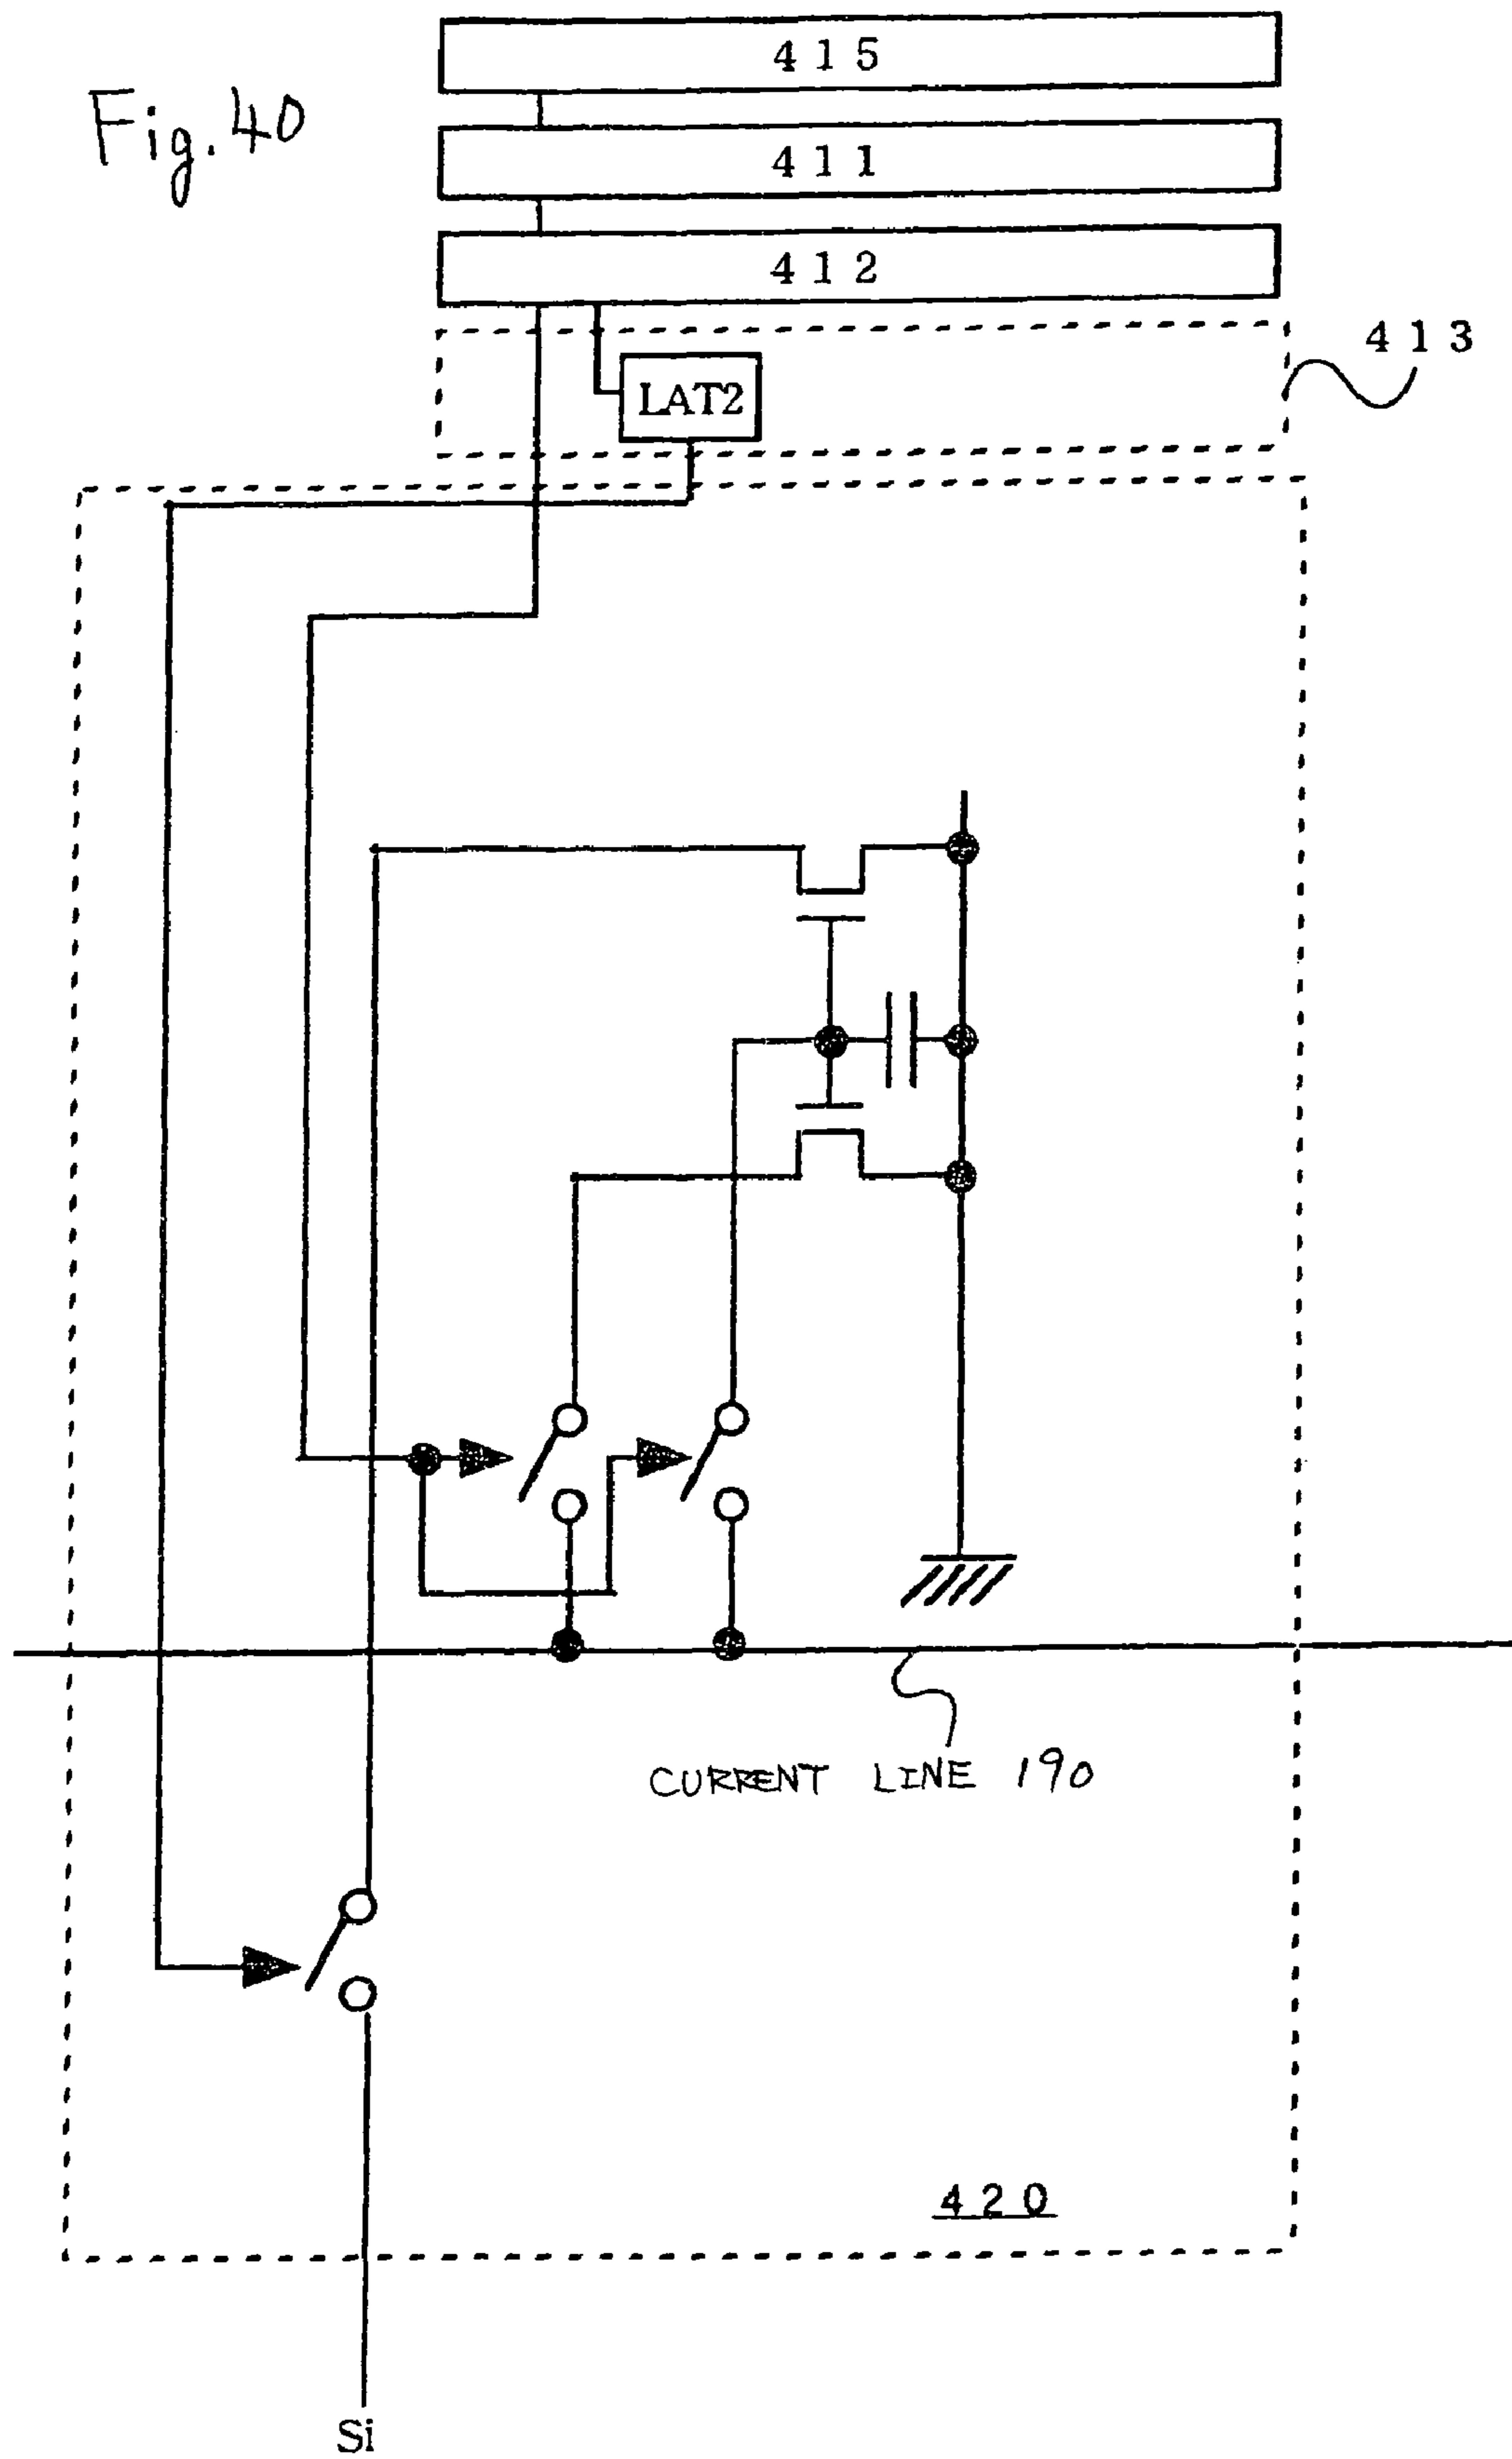 Fig. 40
415
411
412
413
LAT2
CURRENT LINE 190
420
Si